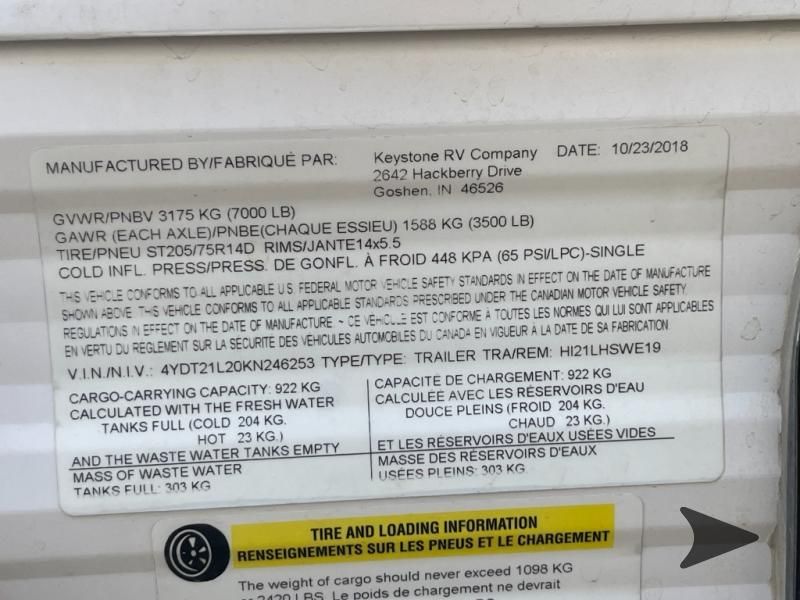 MANUFACTURED BY/FABRIQUÉ PAR: Keystone RV Company DATE: 10/23/2018
2642 Hackberry Drive
Goshen, IN 46526
GVWR/PNBV 3175 KG (7000 LB)
GAWR (EACH AXLE)/PNBE(CHAQUE ESSIEU) 1588 KG (3500 LB)
TIRE/PNEU ST205/75R14D RIMS/JANTE14x5.5
COLD INFL. PRESS/PRESS. DE GONFL. À FROID 448 KPA (65 PSI/LPC)-SINGLE
THIS VEHICLE CONFORMS TO ALL APPLICABLE U.S. FEDERAL MOTOR VEHICLE SAFETY STANDARDS IN EFFECT ON THE DATE OF MANUFACTURE
SHOWN ABOVE. THIS VEHICLE CONFORMS TO ALL APPLICABLE STANDARDS PRESCRIBED UNDER THE CANADIAN MOTOR VEHICLE SAFETY
REGULATIONS IN EFFECT ON THE DATE OF MANUFACTURE ~ CE VÉHICULE EST CONFORME À TOUTES LES NORMES QUI LUI SONT APPLICABLES
EN VERTU DU RÈGLEMENT SUR LA SÉCURITÉ DES VÉHICULES AUTOMOBILES DU CANADA EN VIGUEUR À LA DATE DE SA FABRICATION.
V.I.N./N.I.V.: 4YDT21L20KN246253 TYPE/TYPE: TRAILER TRA/REM: HI21LHSWE19
CARGO-CARRYING CAPACITY: 922 KG
CALCULATED WITH THE FRESH WATER
TANKS FULL (COLD 204 KG.
HOT 23 KG.)
AND THE WASTE WATER TANKS EMPTY
MASS OF WASTE WATER
TANKS FULL: 303 KG
CAPACITÉ DE CHARGEMENT: 922 KG
CALCULÉE AVEC LES RÉSERVOIRS D'EAU
DOUCE PLEINS (FROID 204 KG.
CHAUD 23 KG.)
ET LES RÉSERVOIRS D'EAUX USÉES VIDES
MASSE DES RÉSERVOIRS D'EAUX
USÉES PLEINS: 303 KG.
TIRE AND LOADING INFORMATION
RENSEIGNEMENTS SUR LES PNEUS ET LE CHARGEMENT
The weight of cargo should never exceed 1098 KG
2420 LBS. Le poids de chargement ne devrait